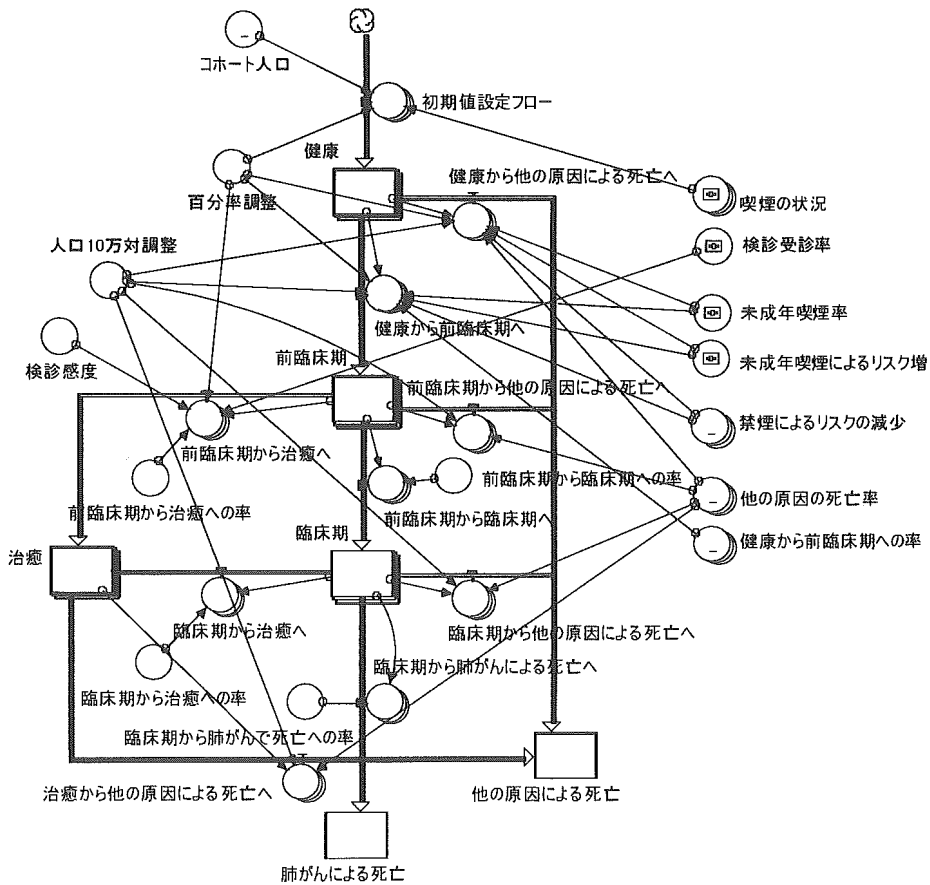 コホート人口
初期値設定フロー
健康
健康から他の原因による死亡へ
喫煙の状況
百分率調整
検診受診率
人口10万対調整
未成年喫煙率
健康から前臨床期へ
前臨床期
未成年喫煙によるリスク増
検診感度
前臨床期から他の原因による死亡へ
禁煙によるリスクの減少
前臨床期から治癒へ
前臨床期から臨床期への率
他の原因の死亡率
前臨床期から治癒への率
前臨床期から臨床期へ
臨床期
健康から前臨床期への率
治癒
臨床期から治癒へ
臨床期から他の原因による死亡へ
臨床期から肺がんによる死亡へ
臨床期から治癒への率
臨床期から肺がんで死亡への率
治癒から他の原因による死亡へ
他の原因による死亡
肺がんによる死亡